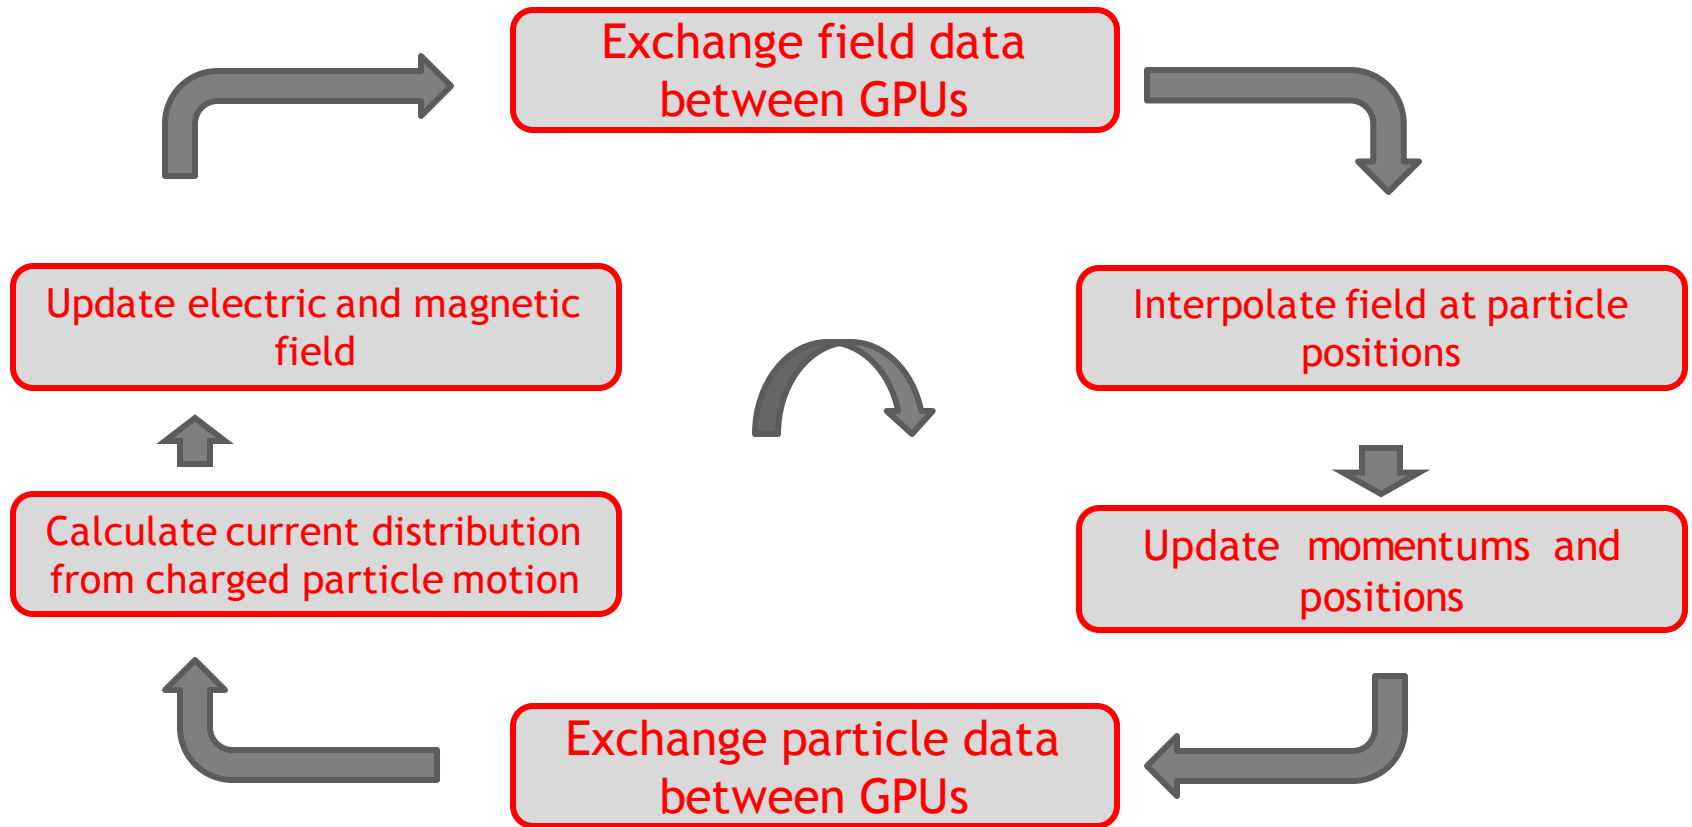 Exchange field data
between GPUs
Update electric and magnetic
field
Interpolate field at particle
positions
Calculate current distribution
from charged particle motion
Update momentums and
positions
Exchange particle data
between GPUs